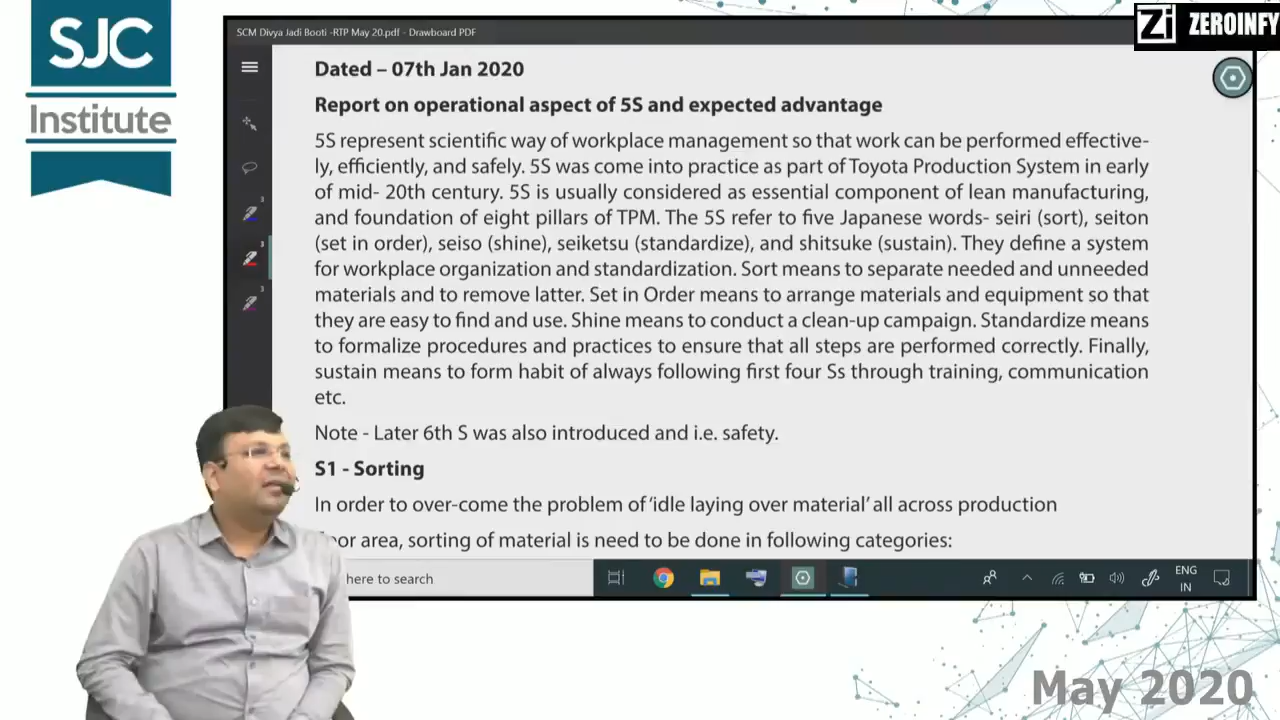 SJC
Institute
Zi ZEROINFY
SCM Divya Jadi Booti -RTP May 20.pdf - Drawboard PDF
Dated – 07th Jan 2020
Report on operational aspect of 5S and expected advantage
5S represent scientific way of workplace management so that work can be performed effective-
ly, efficiently, and safely. 5S was come into practice as part of Toyota Production System in early
of mid- 20th century. 5S is usually considered as essential component of lean manufacturing,
and foundation of eight pillars of TPM. The 5S refer to five Japanese words- seiri (sort), seiton
(set in order), seiso (shine), seiketsu (standardize), and shitsuke (sustain). They define a system
for workplace organization and standardization. Sort means to separate needed and unneeded
materials and to remove latter. Set in Order means to arrange materials and equipment so that
they are easy to find and use. Shine means to conduct a clean-up campaign. Standardize means
to formalize procedures and practices to ensure that all steps are performed correctly. Finally,
sustain means to form habit of always following first four Ss through training, communication
etc.
Note - Later 6th S was also introduced and i.e. safety.
S1 - Sorting
In order to over-come the problem of ‘idle laying over material’ all across production
area, sorting of material is need to be done in following categories:
3
3
3
here to search
ENG
IN
May 2020